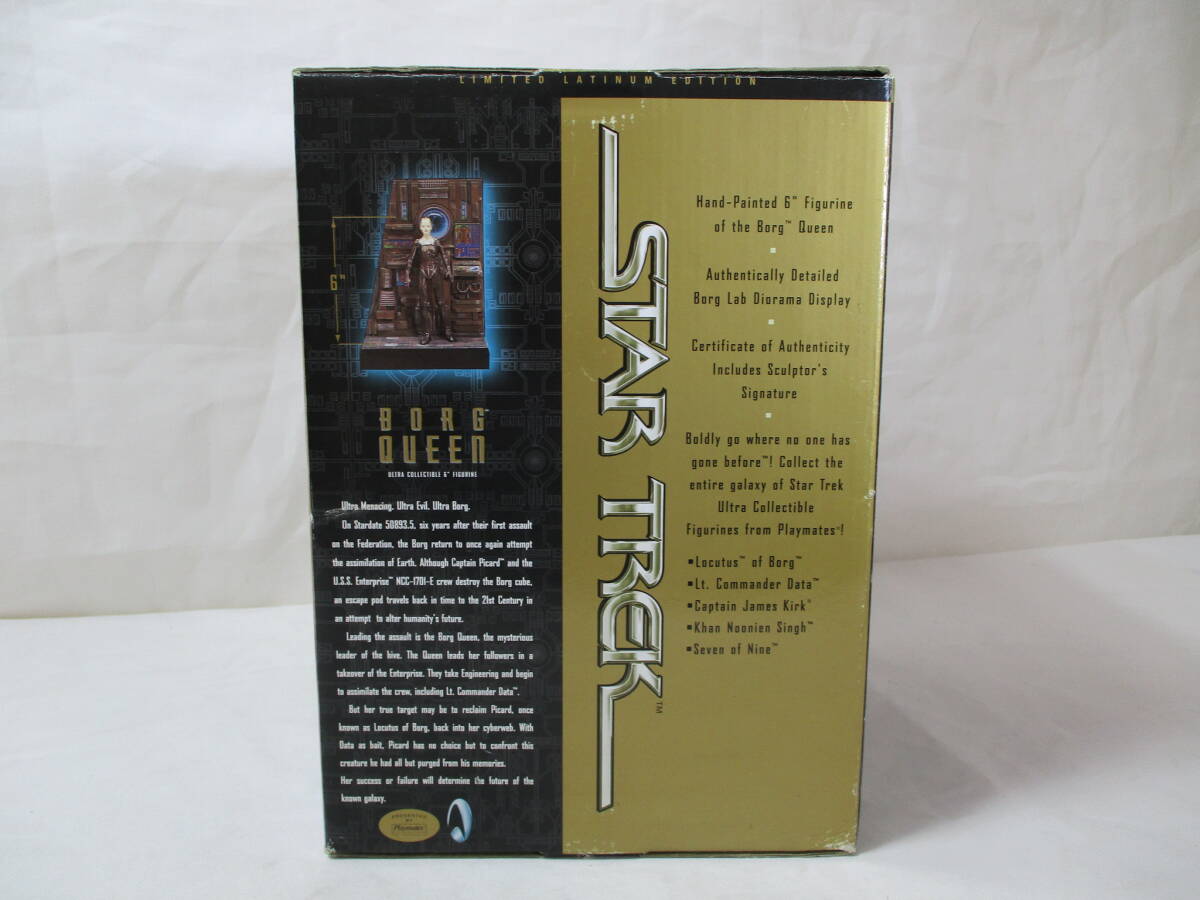 LIMITED LATINUM EDITION
6"
BORG™
QUEEN
ULTRA COLLECTIBLE 6" FIGURINE
Ultra Menacing. Ultra Evil. Ultra Borg.
On Stardate 50893.5, six years after their first assault
on the Federation, the Borg return to once again attempt
the assimilation of Earth. Although Captain Picard™ and the
U.S.S. Enterprise™ NCC-1701-E crew destroy the Borg cube,
an escape pod travels back in time to the 21st Century in
an attempt to alter humanity's future.
Leading the assault is the Borg Queen, the mysterious
leader of the hive. The Queen leads her followers in a
takeover of the Enterprise. They take Engineering and begin
to assimilate the crew, including Lt. Commander Data™.
But her true target may be to reclaim Picard, once
known as Locutus of Borg, back into her cyberweb. With
Data as bait, Picard has no choice but to confront this
creature he had all but purged from his memories.
Her success or failure will determine the future of the
known galaxy.
PRESENTED
BY
Playmates
STAR TREK™
Hand-Painted 6" Figurine
of the Borg™ Queen
Authentically Detailed
Borg Lab Diorama Display
Certificate of Authenticity
Includes Sculptor's
Signature
Boldly go where no one has
gone before™! Collect the
entire galaxy of Star Trek
Ultra Collectible
Figurines from Playmates®!
▪Locutus™ of Borg™
▪Lt. Commander Data™
▪Captain James Kirk®
▪Khan Noonien Singh™
▪Seven of Nine™